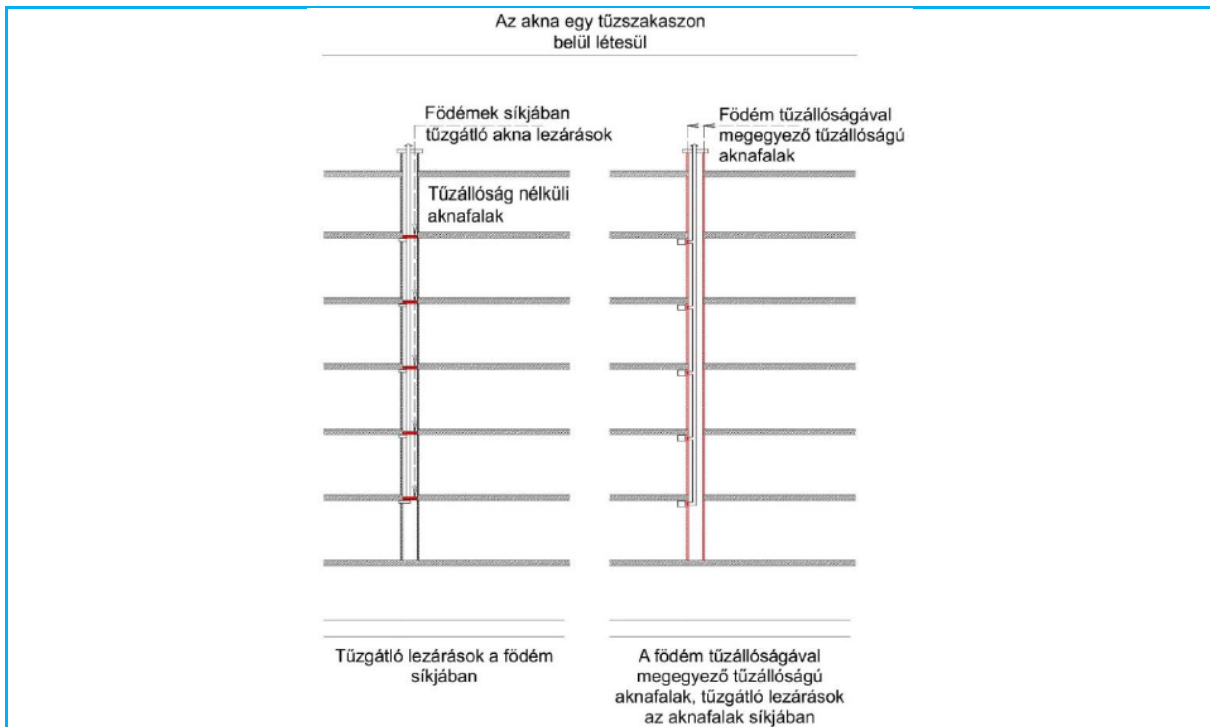 Az akna egy tűzszakaszon
belül létesül
Födémek síkjában
tűzgátló akna lezárások
Tűzállóság nélküli
aknafalak
Födém tűzállóságával
megegyező tűzállóságú
aknafalak
Tűzgátló lezárások a födém
síkjában
A födém tűzállóságával
megegyező tűzállóságú
aknafalak, tűzgátló lezárások
az aknafalak síkjában